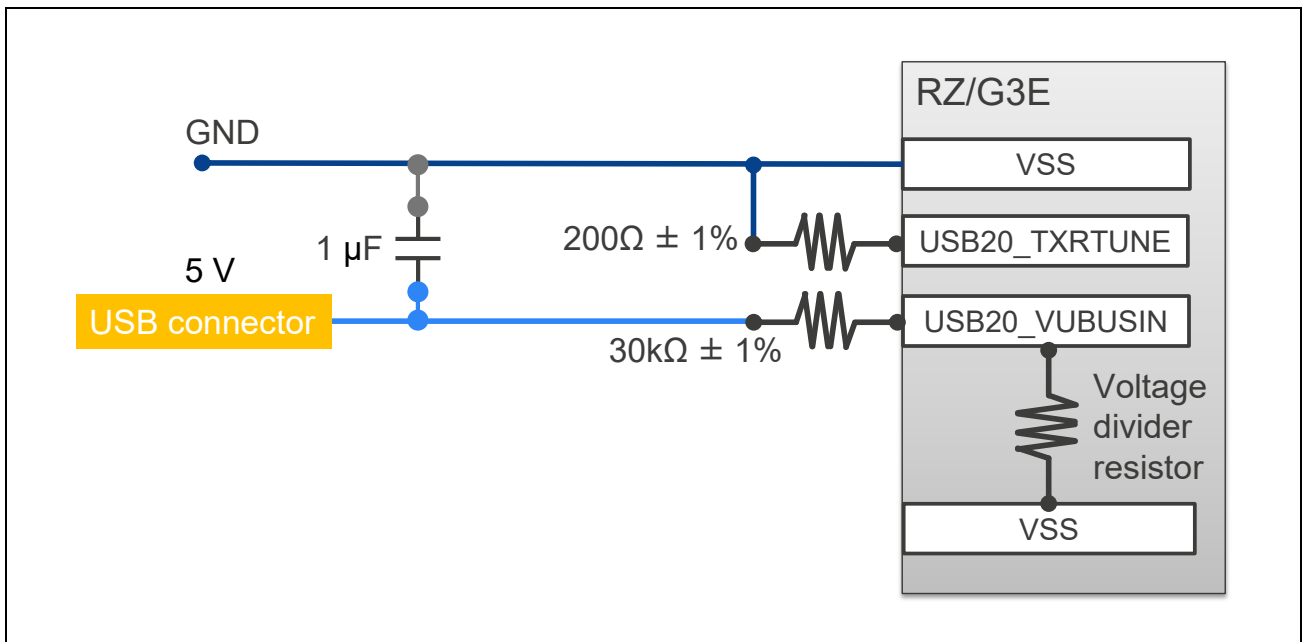 RZ/G3E
GND
VSS
200Ω ± 1%
USB20_TXRTUNE
1 µF
5 V
USB connector
USB20_VUBUSIN
30kΩ ± 1%
Voltage
divider
resistor
VSS